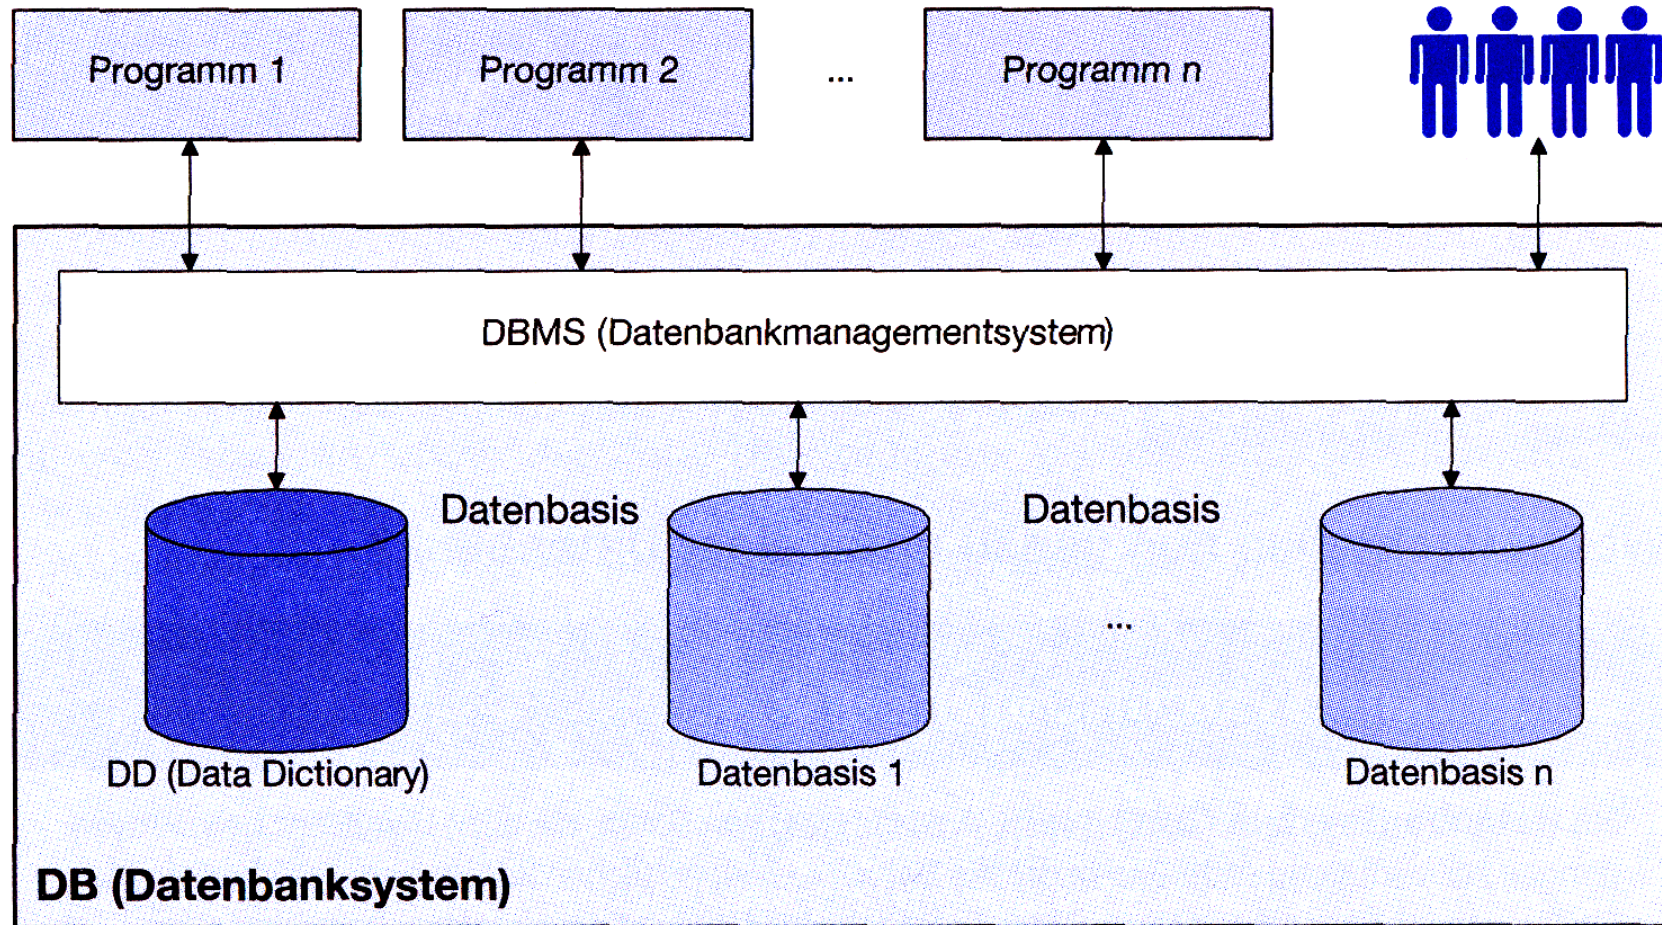 Programm 1
Programm 2
...
Programm n
DBMS (Datenbankmanagementsystem)
Datenbasis
Datenbasis
...
DD (Data Dictionary)
Datenbasis 1
Datenbasis n
DB (Datenbanksystem)